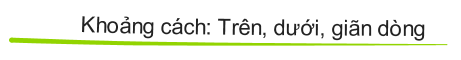 Khoảng cách: Trên, dưới, giãn dòng